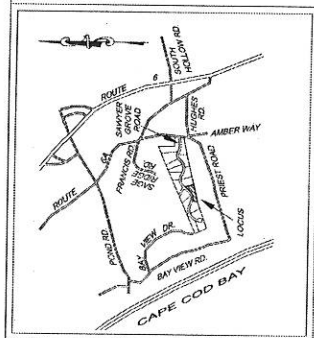 SOUTH
HOLLOW RD.
ROUTE
6
SAWYER
GROVE
ROAD
HUGHES
RD.
AMBER WAY
FRANCIS RD.
SAGE
RIDGE
RD
6A
ROUTE
PRIEST ROAD
POND RD.
BAY VIEW DR.
LOCUS
BAY VIEW RD.
CAPE COD BAY